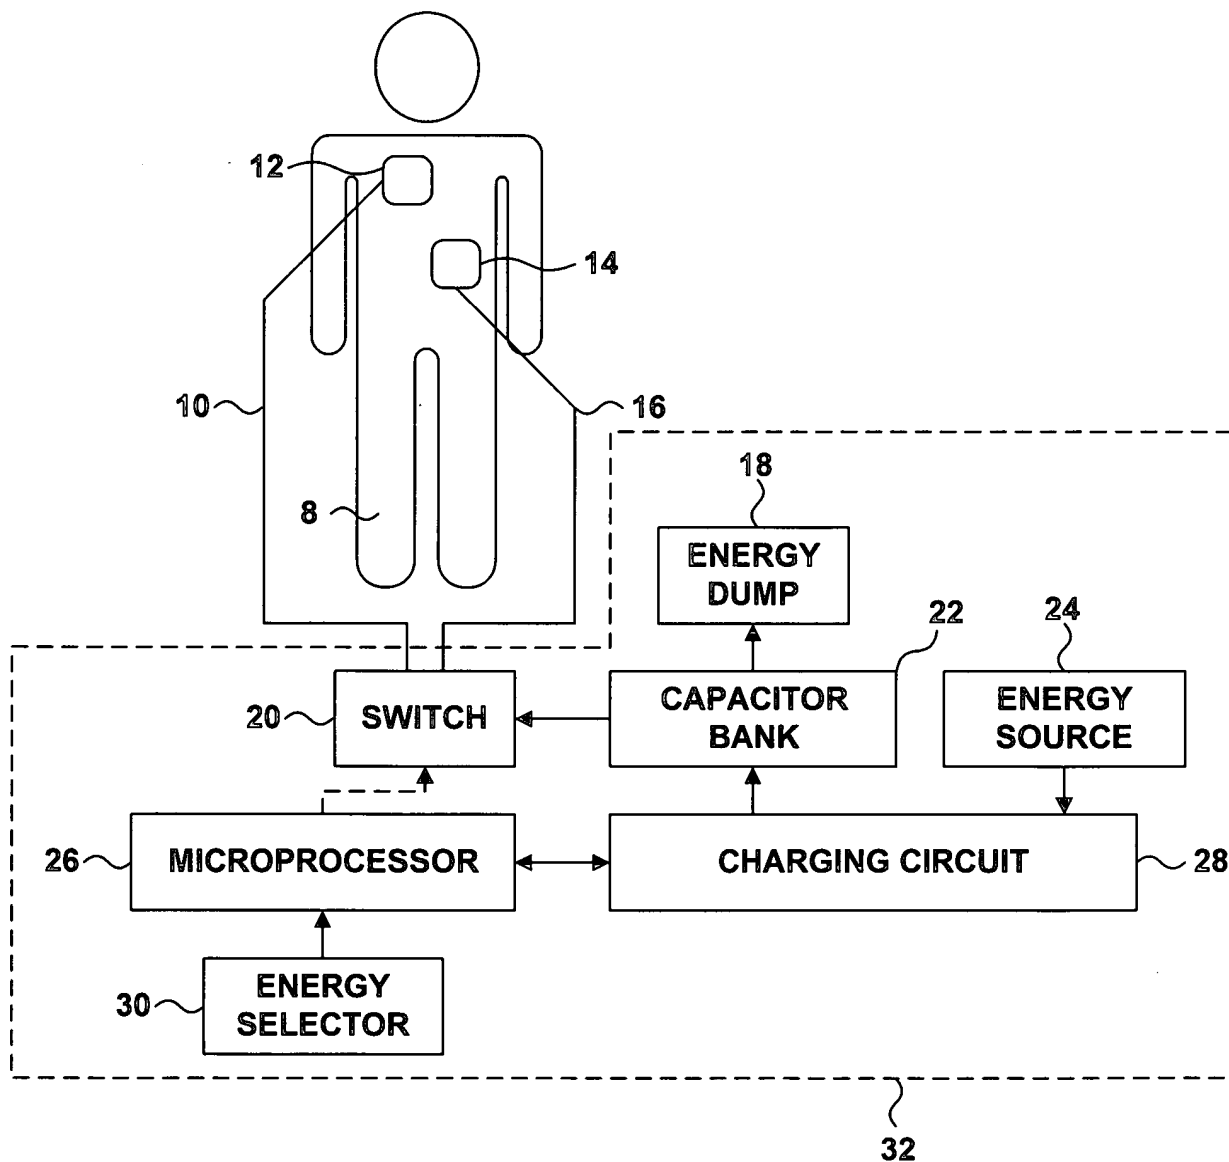 12
14
10
16
8
18
ENERGY
DUMP
22
24
20
SWITCH
CAPACITOR
BANK
ENERGY
SOURCE
26
MICROPROCESSOR
CHARGING CIRCUIT
28
30
ENERGY
SELECTOR
32